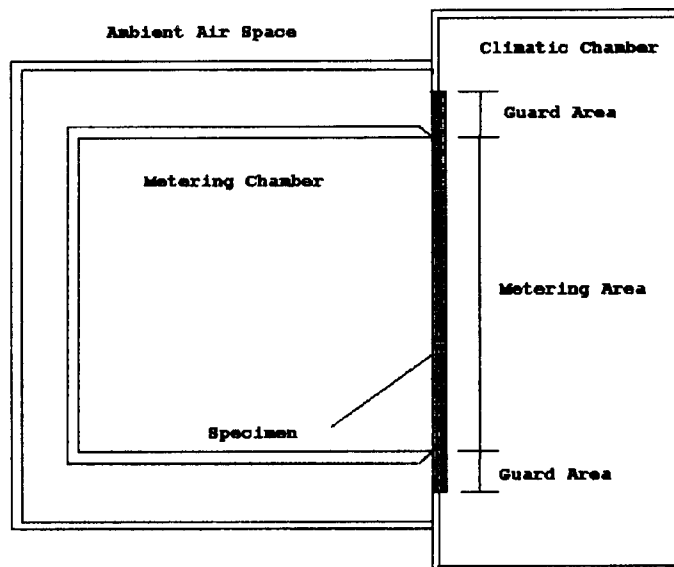 Ambient Air Space
Climatic Chamber
Guard Area
Metering Chamber
Metering Area
Specimen
Guard Area